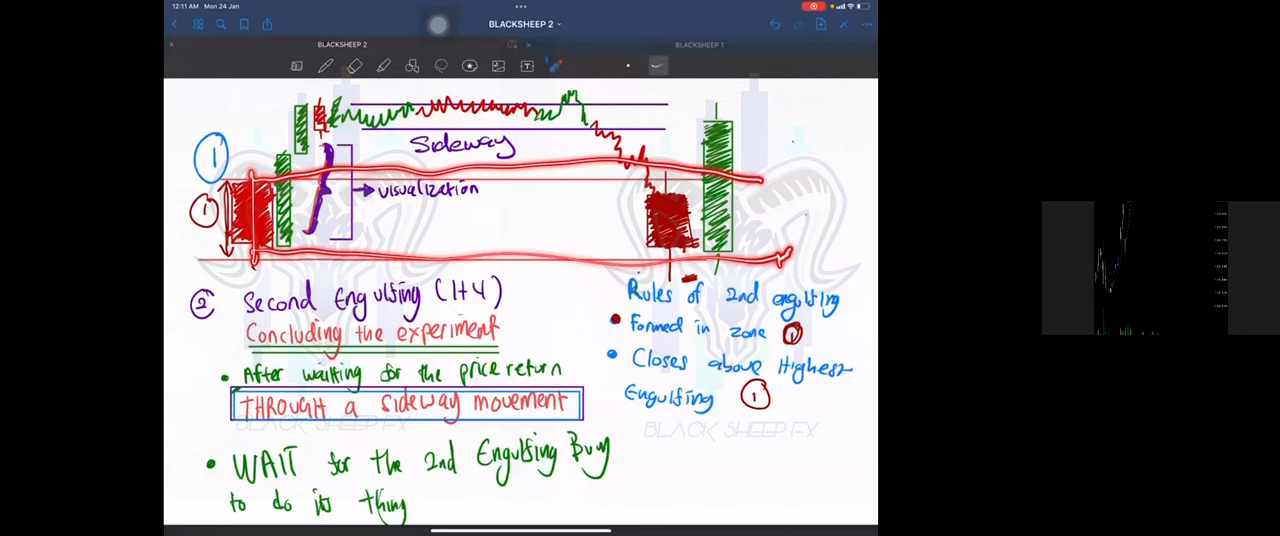 12:11 AM Mon 24 Jan
BLACKSHEEP 2
BLACKSHEEP 2
BLACKSHEEP 1
Sideway
1
1
visualization
2 Second Engulfing (H4)
Concluding the experiment
• After waiting for the price return
THROUGH a sideway movement
• WAIT for the 2nd Engulfing Buy
to do its thing
Rules of 2nd engulfing
• Formed in zone 1
• Closes above Highest
Engulfing 1
BLACK SHEEP FX
BLACK SHEEP FX